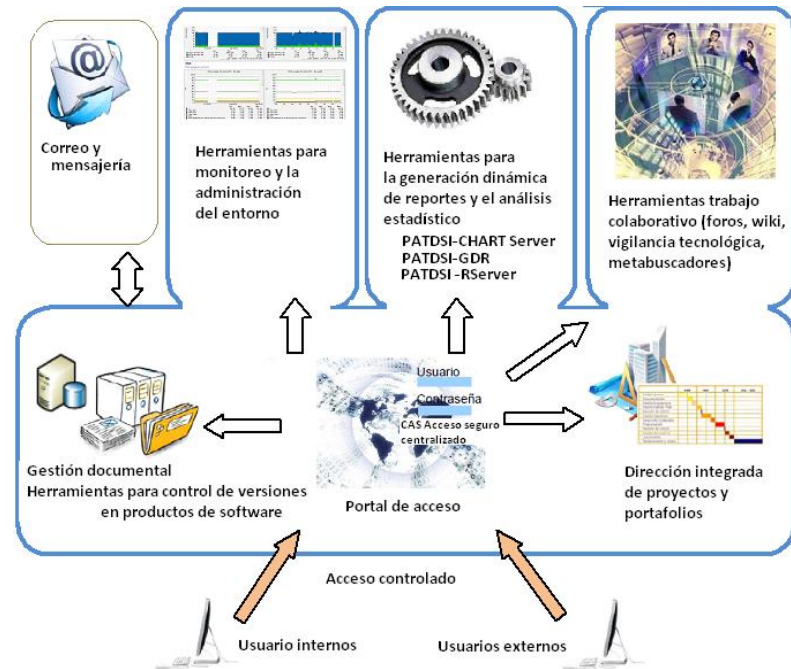 Correo y
mensajería
Herramientas para
monitoreo y la
administración
del entorno
Herramientas para
la generación dinámica
de reportes y el análisis
estadístico
PATDSI-CHART Server
PATDSI-GDR
PATDSI -RServer
Herramientas trabajo
colaborativo (foros, wiki,
vigilancia tecnológica,
metabuscadores)
Usuario
Contraseña
CAS Acceso seguro
centralizado
Portal de acceso
Gestión documental
Herramientas para control de versiones
en productos de software
Dirección integrada
de proyectos y
portafolios
Acceso controlado
Usuario internos
Usuarios externos